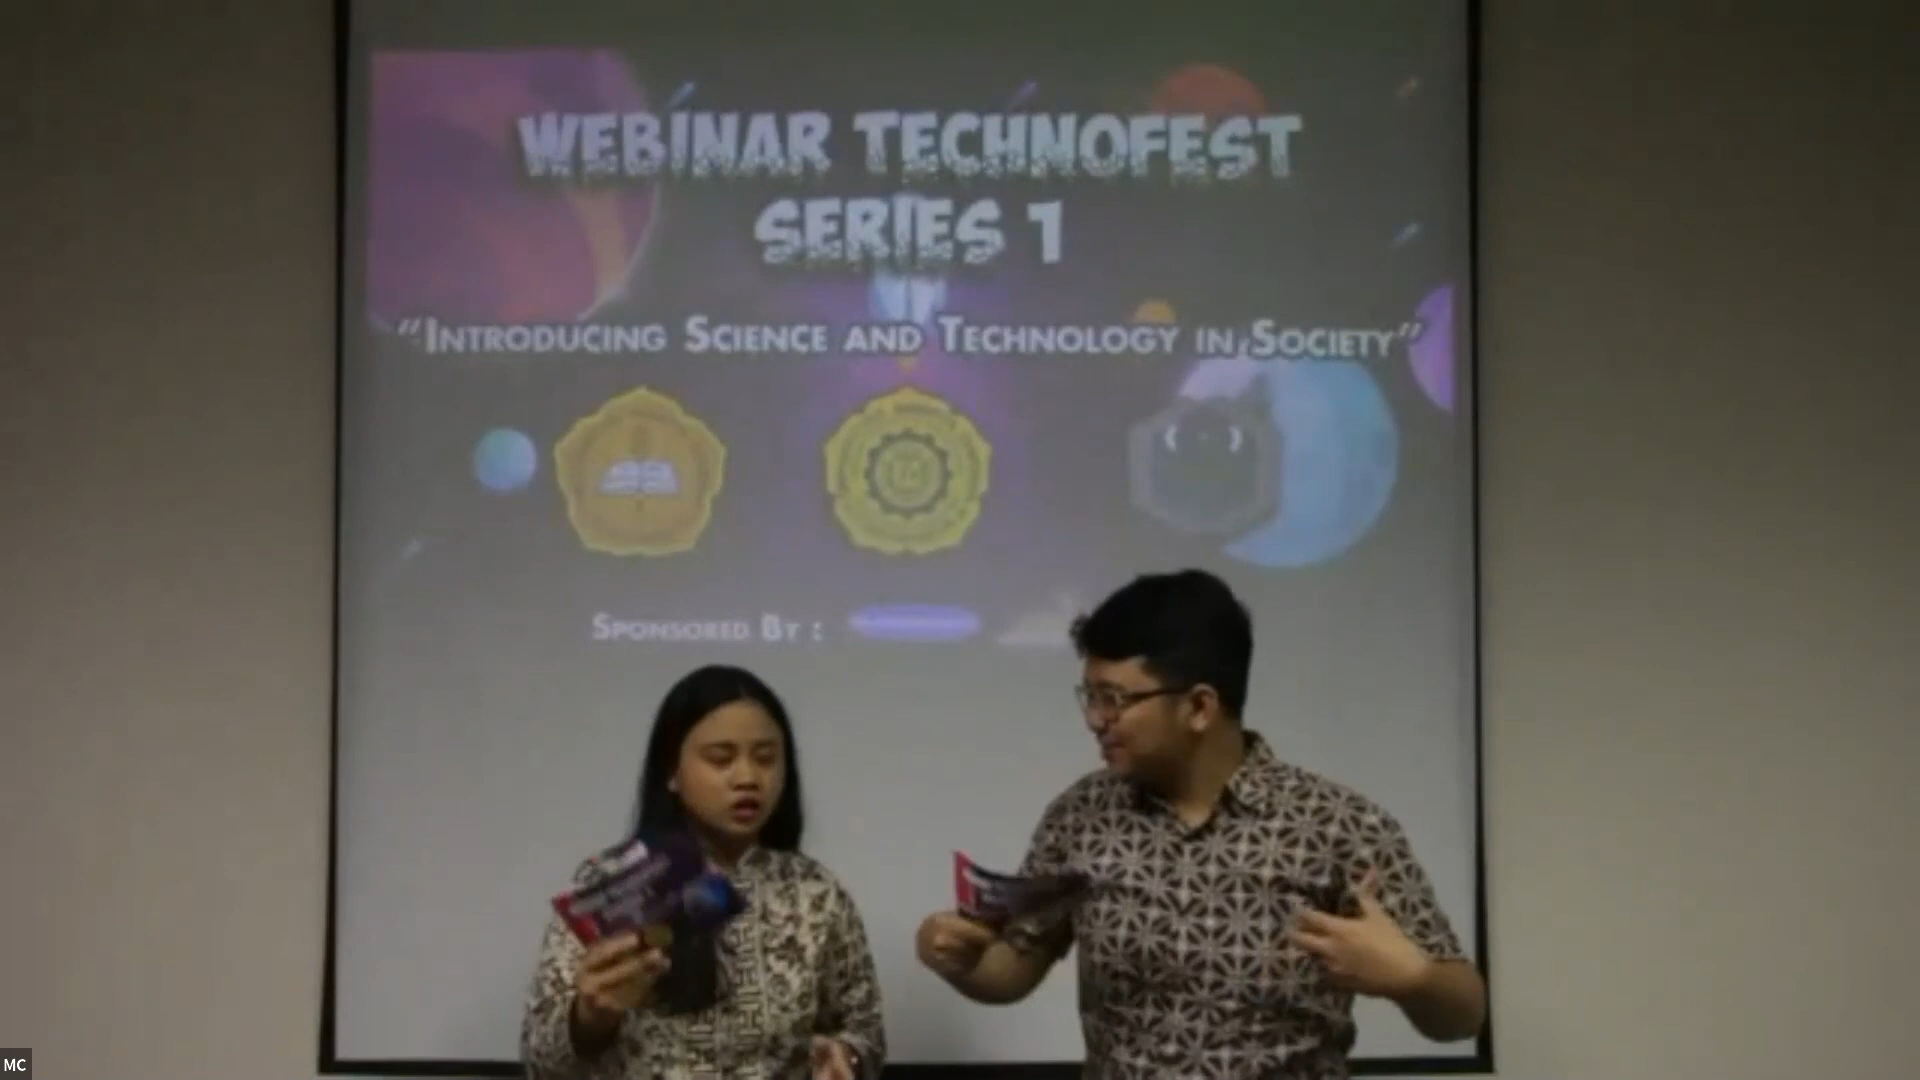 WEBINAR TECHNOFEST
SERIES 1
"INTRODUCING SCIENCE AND TECHNOLOGY IN SOCIETY"
SPONSORED BY :
MC